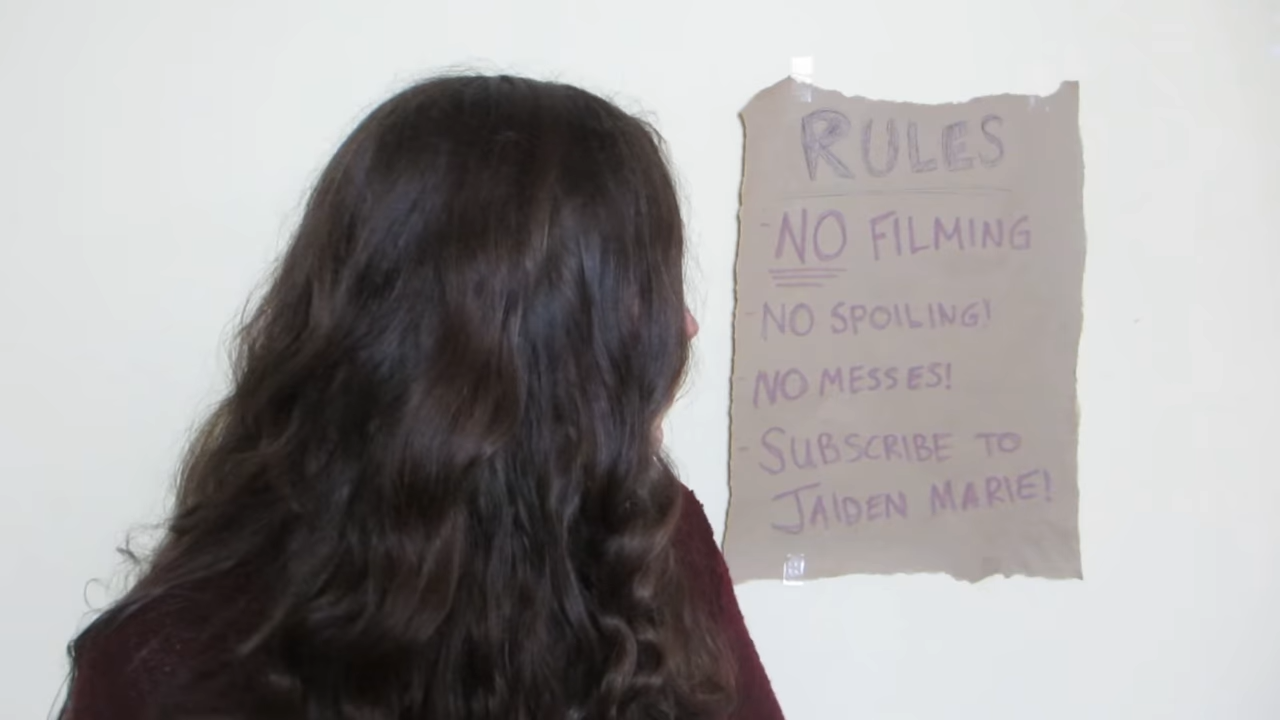 RULES
- NO FILMING
- NO SPOILING!
- NO MESSES!
- SUBSCRIBE TO
JAIDEN MARIE!